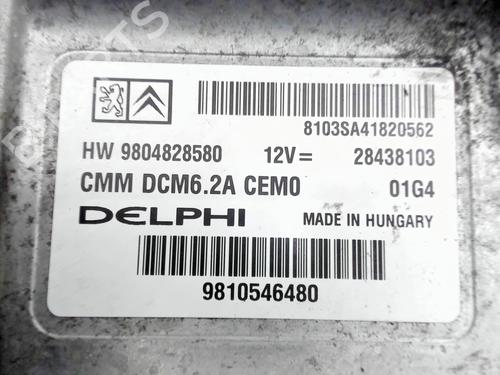 8103SA41820562
HW 9804828580 12V= 28438103
CMM DCM6.2A CEM0 01G4
DELPHI MADE IN HUNGARY
9810546480